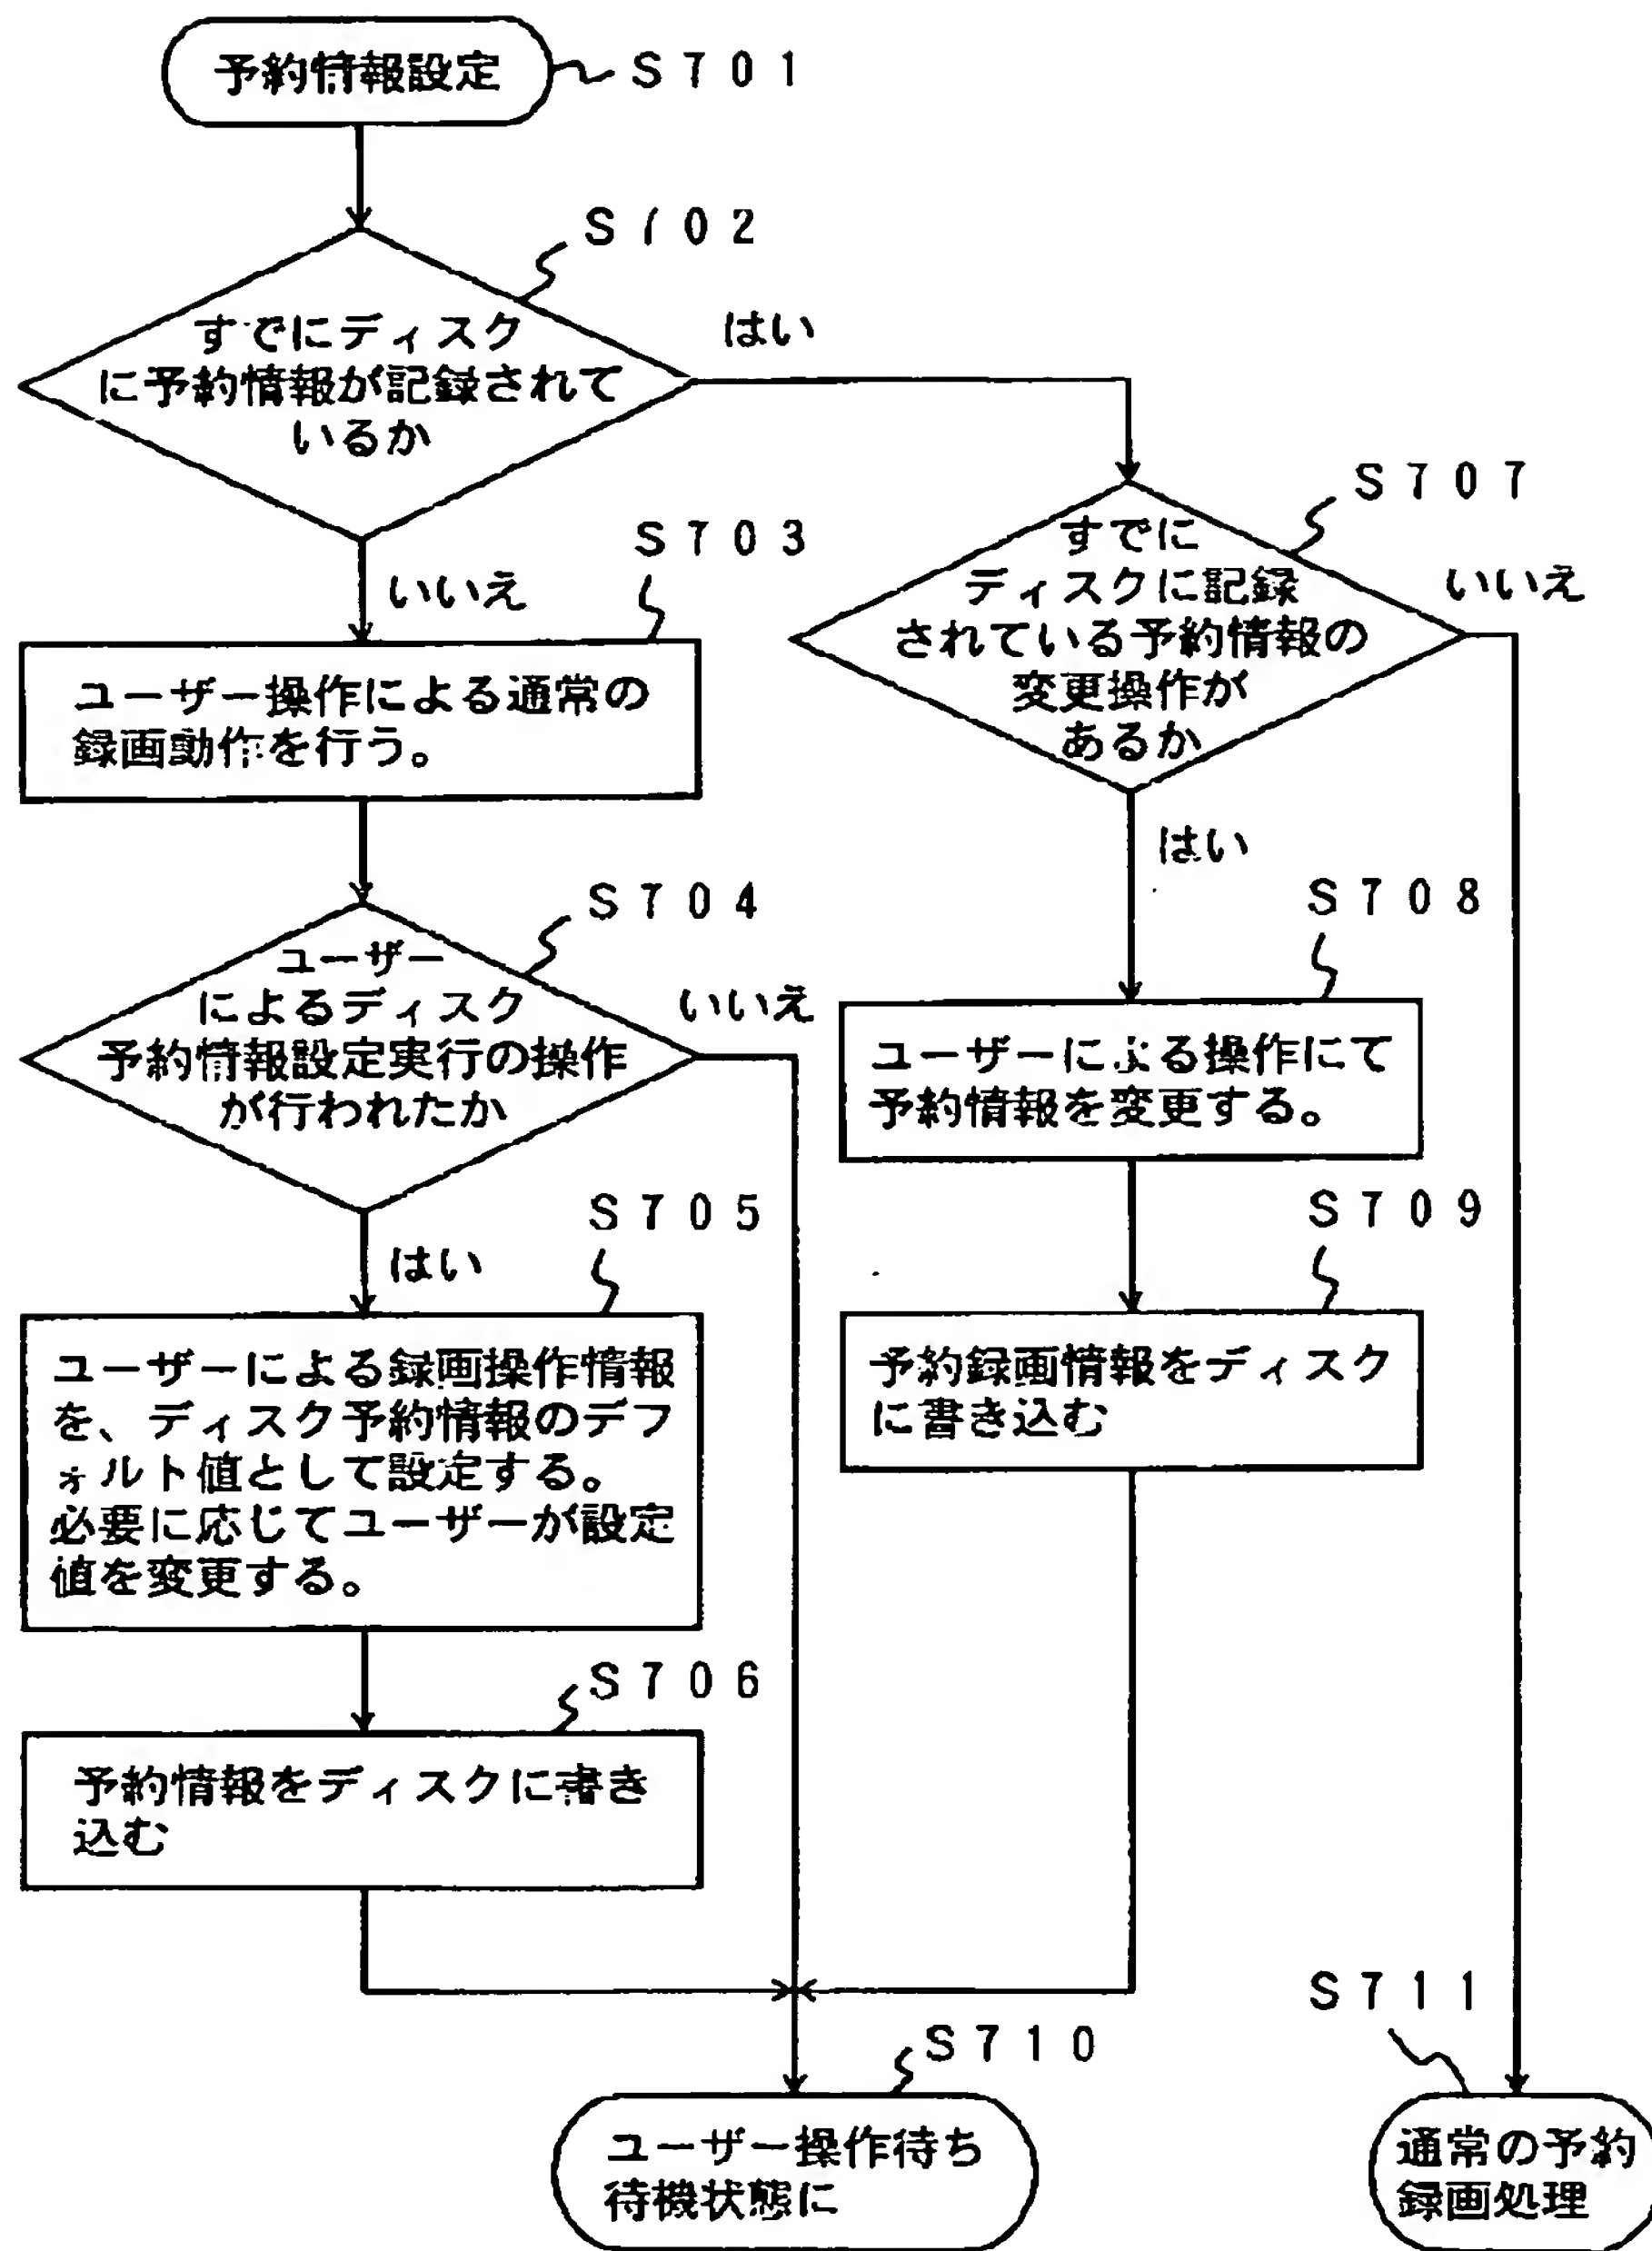 予約情報設定
S701
S702
すでにディスク
に予約情報が記録されて
いるか
はい
いいえ
S703
ユーザー操作による通常の
録画動作を行う。
S704
ユーザー
によるディスク
予約情報設定実行の操作
が行われたか
いいえ
はい
S705
ユーザーによる録画操作情報
を、ディスク予約情報のデフ
ォルト値として設定する。
必要に応じてユーザーが設定
値を変更する。
S706
予約情報をディスクに書き
込む
S707
すでに
ディスクに記録
されている予約情報の
変更操作が
あるか
いいえ
はい
S708
ユーザーによる操作にて
予約情報を変更する。
S709
予約録画情報をディスク
に書き込む
S710
ユーザー操作待ち
待機状態に
S711
通常の予約
録画処理